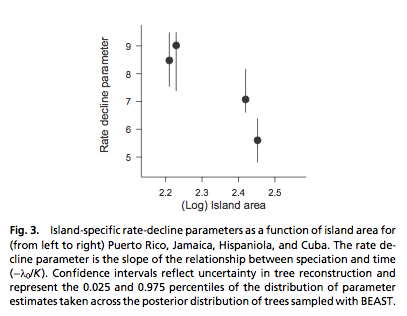 Rate decline parameter
9
8
7
6
5
2.2 2.3 2.4 2.5
(Log) Island area
Fig. 3. Island-specific rate-decline parameters as a function of island area for
(from left to right) Puerto Rico, Jamaica, Hispaniola, and Cuba. The rate de-
cline parameter is the slope of the relationship between speciation and time
(−λ₀/K). Confidence intervals reflect uncertainty in tree reconstruction and
represent the 0.025 and 0.975 percentiles of the distribution of parameter
estimates taken across the posterior distribution of trees sampled with BEAST.